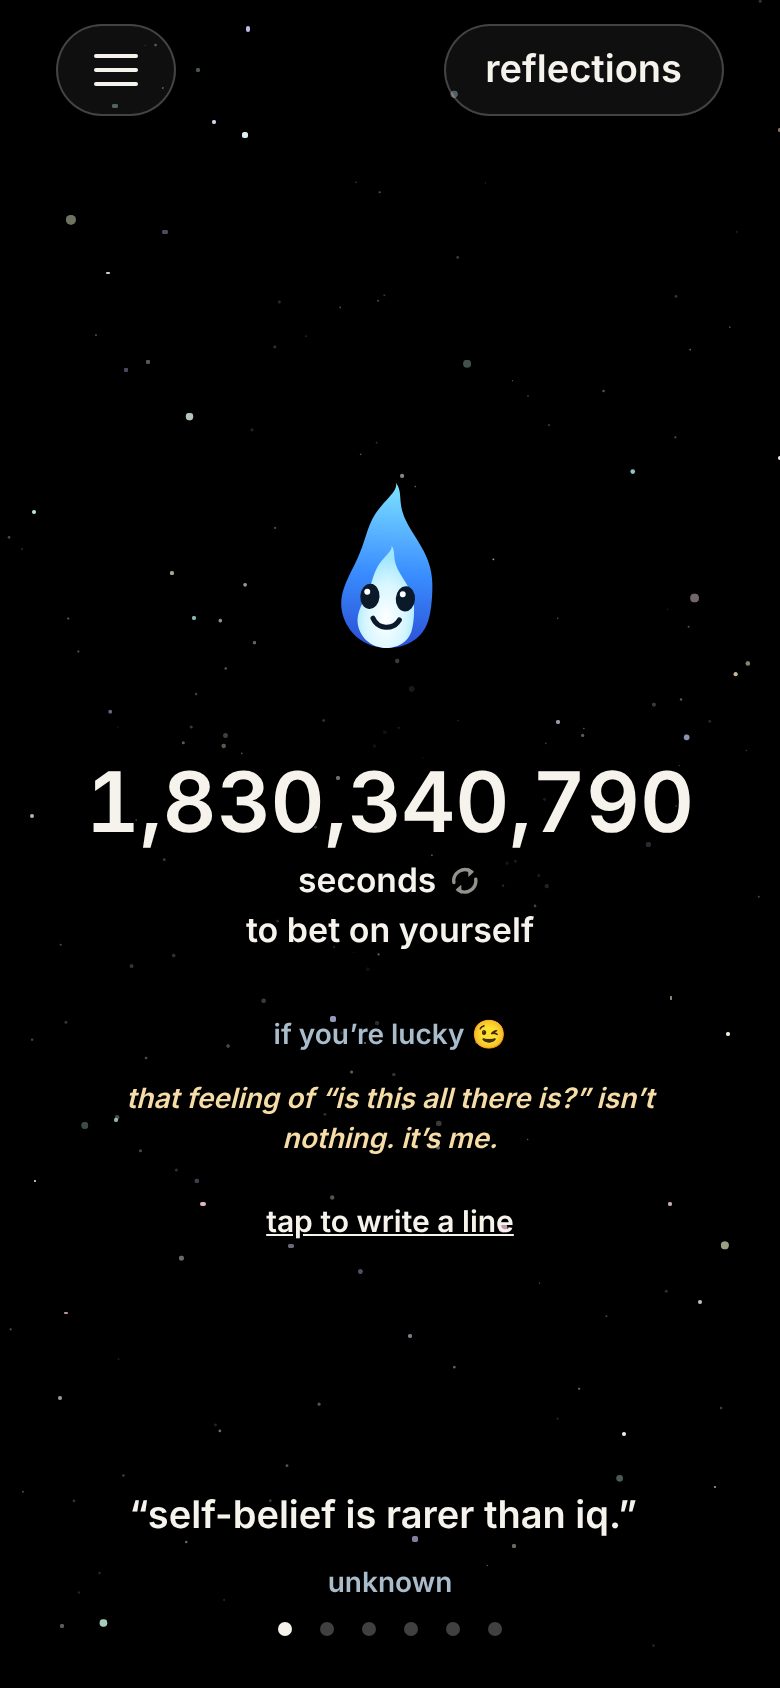 reflections
1,830,340,790
seconds
to bet on yourself
if you’re lucky 😉
that feeling of “is this all there is?” isn’t
nothing. it’s me.
tap to write a line
“self-belief is rarer than iq.”
unknown